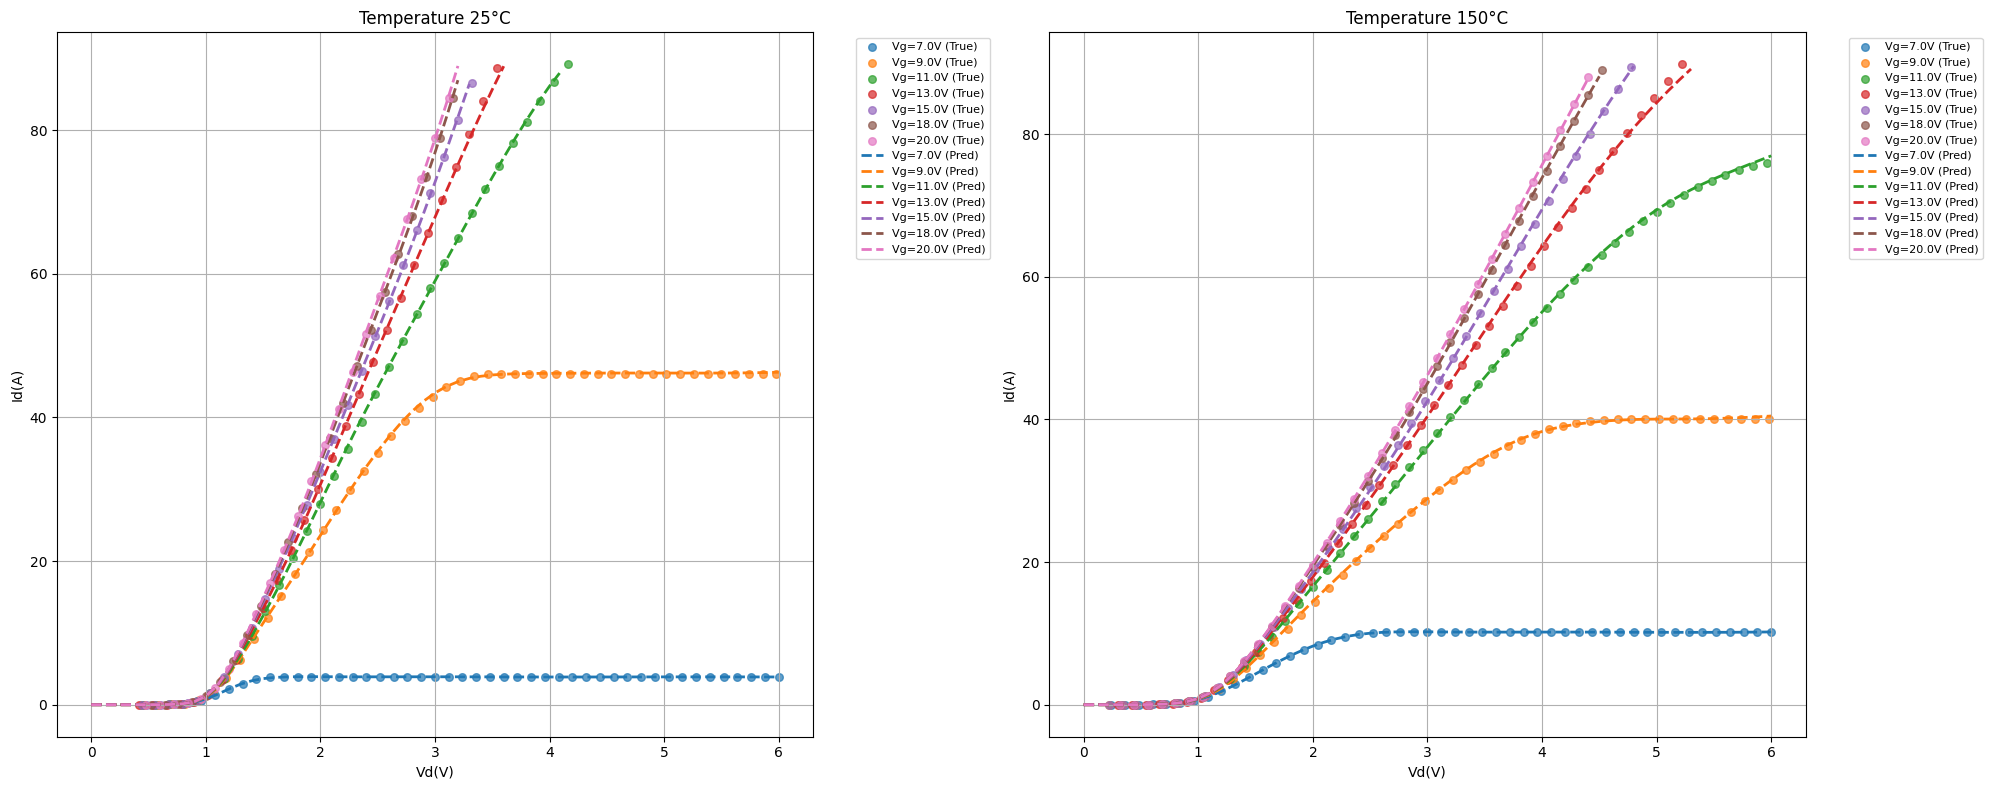 Temperature 25°C
Id(A)
80
60
40
20
0
0 1 2 3 4 5 6
Vd(V)
Vg=7.0V (True)
Vg=9.0V (True)
Vg=11.0V (True)
Vg=13.0V (True)
Vg=15.0V (True)
Vg=18.0V (True)
Vg=20.0V (True)
Vg=7.0V (Pred)
Vg=9.0V (Pred)
Vg=11.0V (Pred)
Vg=13.0V (Pred)
Vg=15.0V (Pred)
Vg=18.0V (Pred)
Vg=20.0V (Pred)
Temperature 150°C
Id(A)
80
60
40
20
0
0 1 2 3 4 5 6
Vd(V)
Vg=7.0V (True)
Vg=9.0V (True)
Vg=11.0V (True)
Vg=13.0V (True)
Vg=15.0V (True)
Vg=18.0V (True)
Vg=20.0V (True)
Vg=7.0V (Pred)
Vg=9.0V (Pred)
Vg=11.0V (Pred)
Vg=13.0V (Pred)
Vg=15.0V (Pred)
Vg=18.0V (Pred)
Vg=20.0V (Pred)